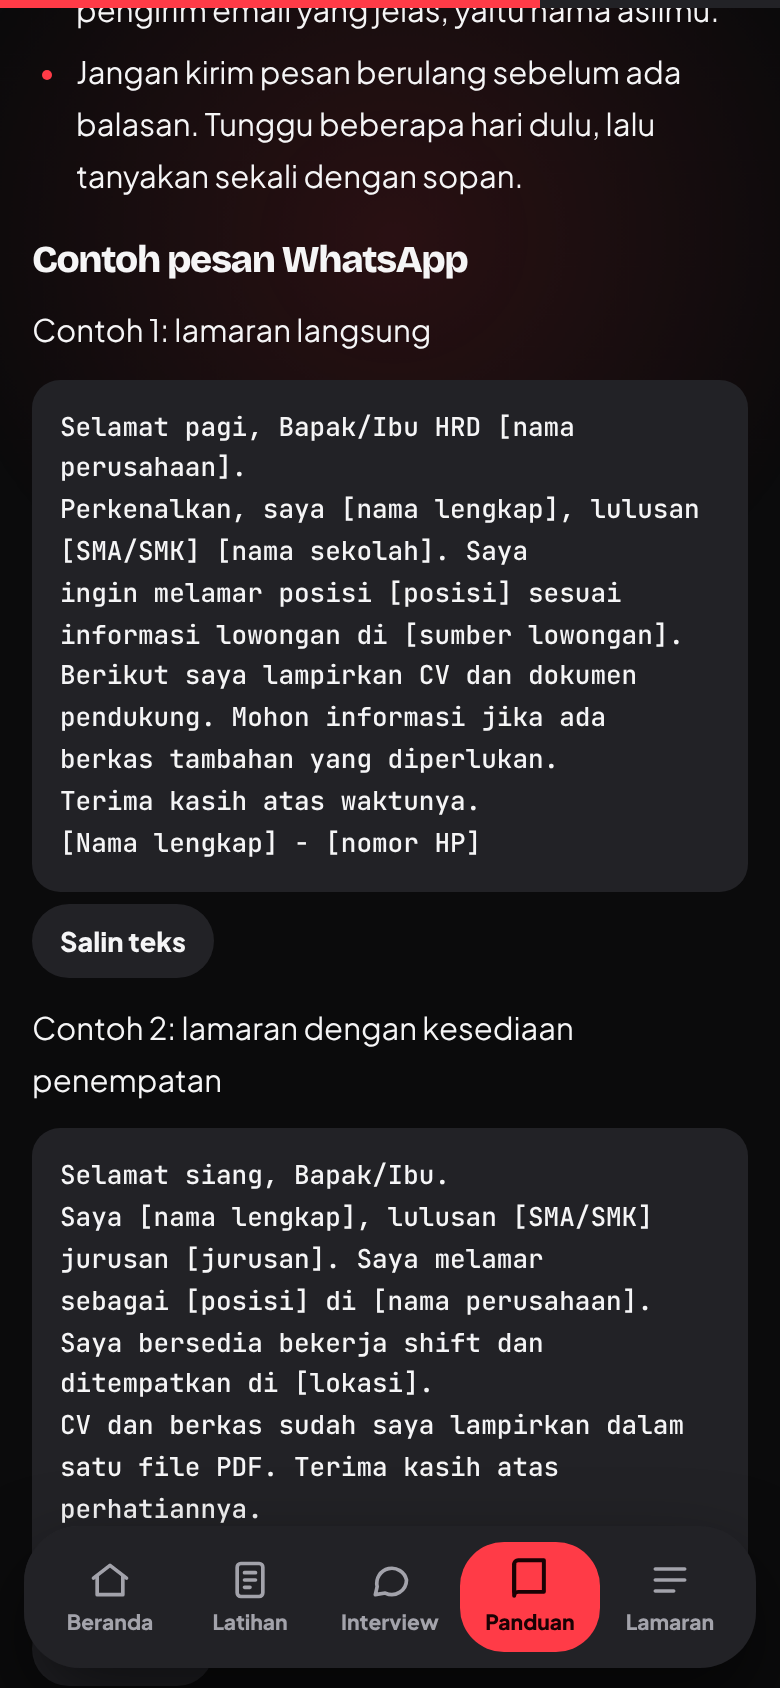 pengirim email yang jelas, yaitu nama aslimu.
Jangan kirim pesan berulang sebelum ada
balasan. Tunggu beberapa hari dulu, lalu
tanyakan sekali dengan sopan.
Contoh pesan WhatsApp
Contoh 1: lamaran langsung
Selamat pagi, Bapak/Ibu HRD [nama
perusahaan].
Perkenalkan, saya [nama lengkap], lulusan
[SMA/SMK] [nama sekolah]. Saya
ingin melamar posisi [posisi] sesuai
informasi lowongan di [sumber lowongan].
Berikut saya lampirkan CV dan dokumen
pendukung. Mohon informasi jika ada
berkas tambahan yang diperlukan.
Terima kasih atas waktunya.
[Nama lengkap] - [nomor HP]
Salin teks
Contoh 2: lamaran dengan kesediaan
penempatan
Selamat siang, Bapak/Ibu.
Saya [nama lengkap], lulusan [SMA/SMK]
jurusan [jurusan]. Saya melamar
sebagai [posisi] di [nama perusahaan].
Saya bersedia bekerja shift dan
ditempatkan di [lokasi].
CV dan berkas sudah saya lampirkan dalam
satu file PDF. Terima kasih atas
perhatiannya.
Beranda
Latihan
Interview
Panduan
Lamaran